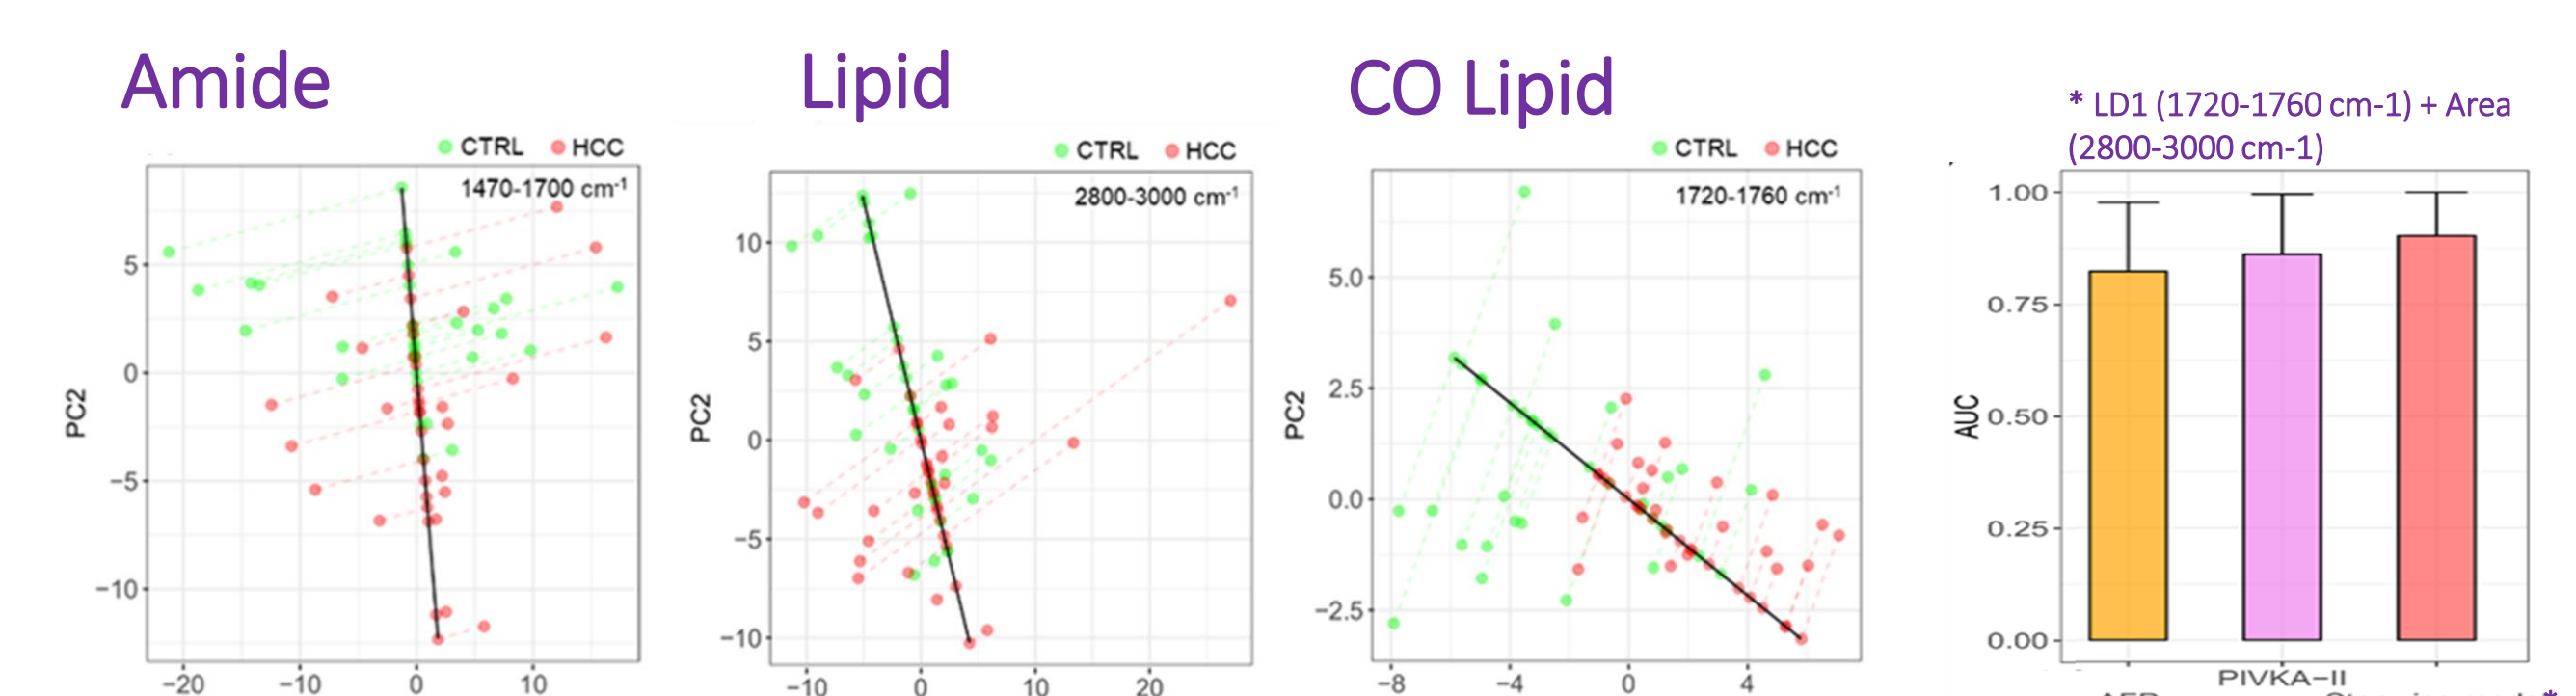 Amide
Lipid
CO Lipid
* LD1 (1720-1760 cm-1) + Area
(2800-3000 cm-1)
CTRL HCC
1470-1700 cm-1
5
0
−5
−10
PC2
−20 −10 0 10
CTRL HCC
2800-3000 cm-1
10
5
0
−5
−10
PC2
−10 0 10 20
CTRL HCC
1720-1760 cm-1
5.0
2.5
0.0
−2.5
PC2
−8 −4 0 4
1.00
0.75
0.50
0.25
0.00
AUC
PIVKA−II
*